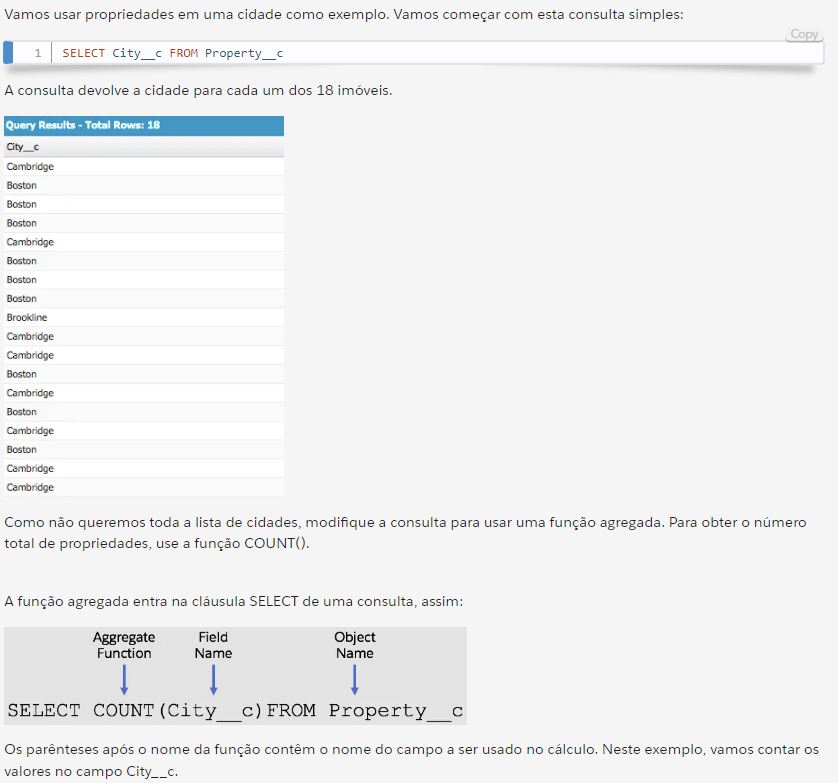 Vamos usar propriedades em uma cidade como exemplo. Vamos começar com esta consulta simples:
Copy
1 SELECT City__c FROM Property__c
A consulta devolve a cidade para cada um dos 18 imóveis.
Query Results - Total Rows: 18
City__c
Cambridge
Boston
Boston
Boston
Cambridge
Boston
Boston
Boston
Brookline
Cambridge
Cambridge
Boston
Cambridge
Boston
Cambridge
Boston
Cambridge
Cambridge
Como não queremos toda a lista de cidades, modifique a consulta para usar uma função agregada. Para obter o número
total de propriedades, use a função COUNT().
A função agregada entra na cláusula SELECT de uma consulta, assim:
Aggregate Field Object
Function Name Name
SELECT COUNT(City__c)FROM Property__c
Os parênteses após o nome da função contêm o nome do campo a ser usado no cálculo. Neste exemplo, vamos contar os
valores no campo City__c.